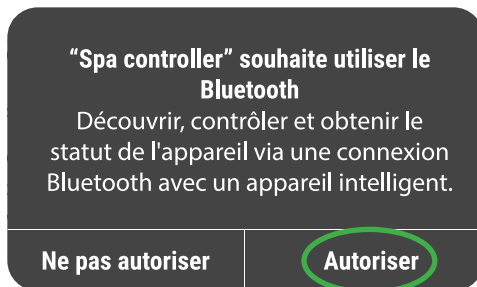 “Spa controller” souhaite utiliser le
Bluetooth
Découvrir, contrôler et obtenir le
statut de l'appareil via une connexion
Bluetooth avec un appareil intelligent.
Ne pas autoriser
Autoriser